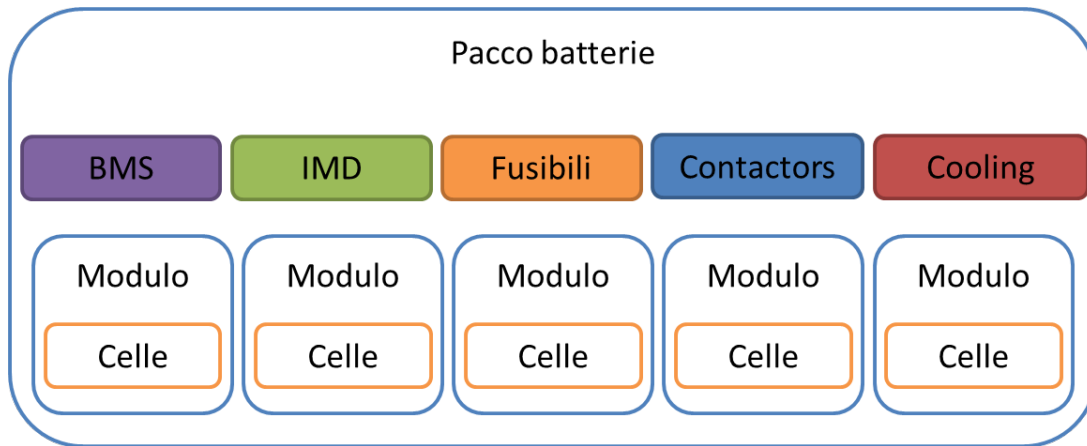 Pacco batterie
BMS IMD Fusibili Contactors Cooling
Modulo Modulo Modulo Modulo Modulo
Celle Celle Celle Celle Celle